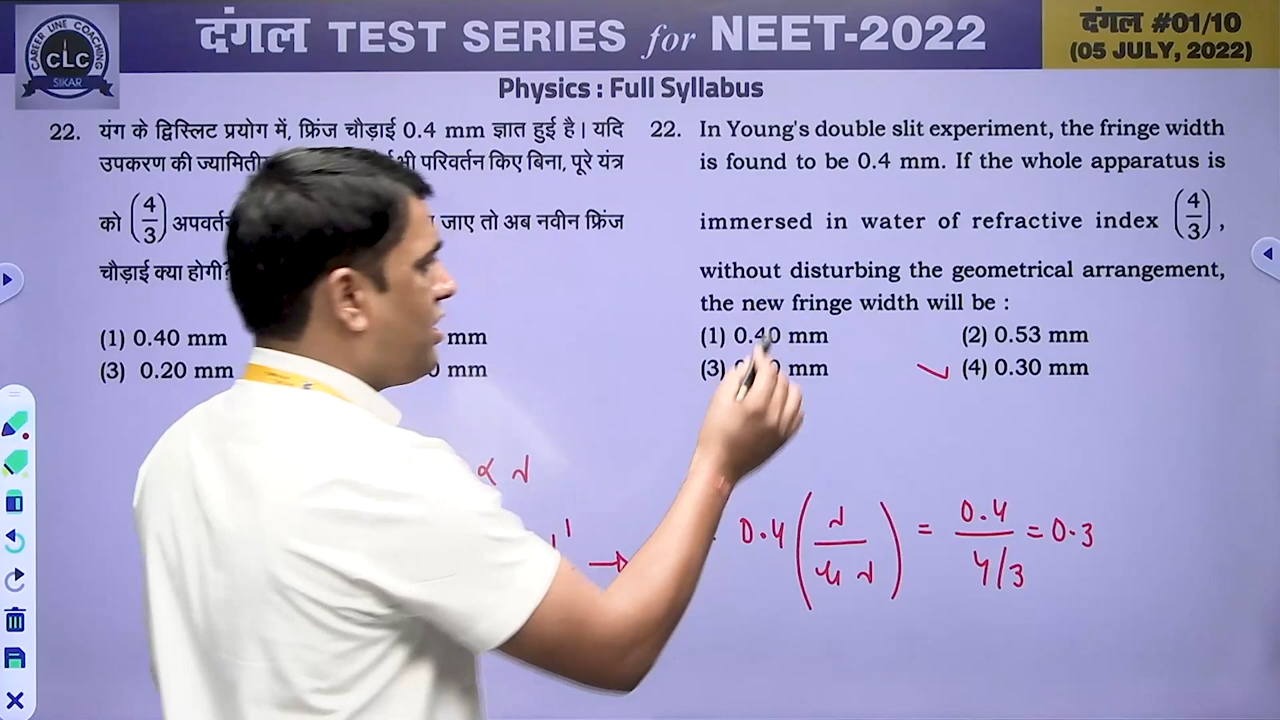 दंगल TEST SERIES for NEET-2022
दंगल #01/10
(05 JULY, 2022)
CAREER LINE COACHING
CLC
SIKAR
Physics : Full Syllabus
22. यंग के द्विस्लिट प्रयोग में, फ्रिंज चौड़ाई 0.4 mm ज्ञात हुई है। यदि
उपकरण की ज्यामितीय भी परिवर्तन किए बिना, पूरे यंत्र
को (4/3) जाए तो अब नवीन फ्रिंज
चौड़ाई क्या होगी?
(1) 0.40 mm mm
(3) 0.20 mm mm
22. In Young's double slit experiment, the fringe width
is found to be 0.4 mm. If the whole apparatus is
immersed in water of refractive index (4/3),
without disturbing the geometrical arrangement,
the new fringe width will be :
(1) 0.40 mm (2) 0.53 mm
(3) mm (4) 0.30 mm
∝ λ
0.4 (λ/μλ) = 0.4/4/3 = 0.3